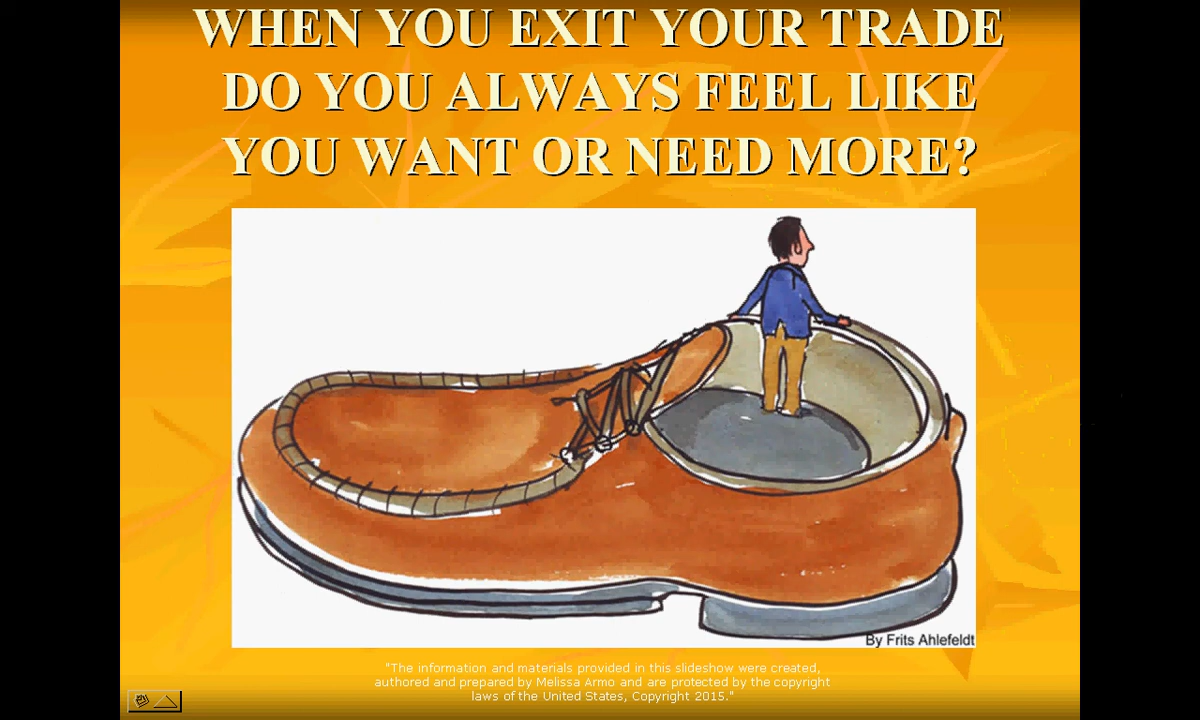 WHEN YOU EXIT YOUR TRADE
DO YOU ALWAYS FEEL LIKE
YOU WANT OR NEED MORE?
By Frits Ahlefeldt
"The information and materials provided in this slideshow were created,
authored and prepared by Melissa Armo and are protected by the copyright
laws of the United States, Copyright 2015."